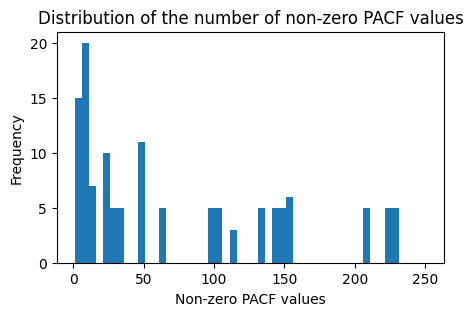 Distribution of the number of non-zero PACF values
20
15
10
5
0
Frequency
0 50 100 150 200 250
Non-zero PACF values